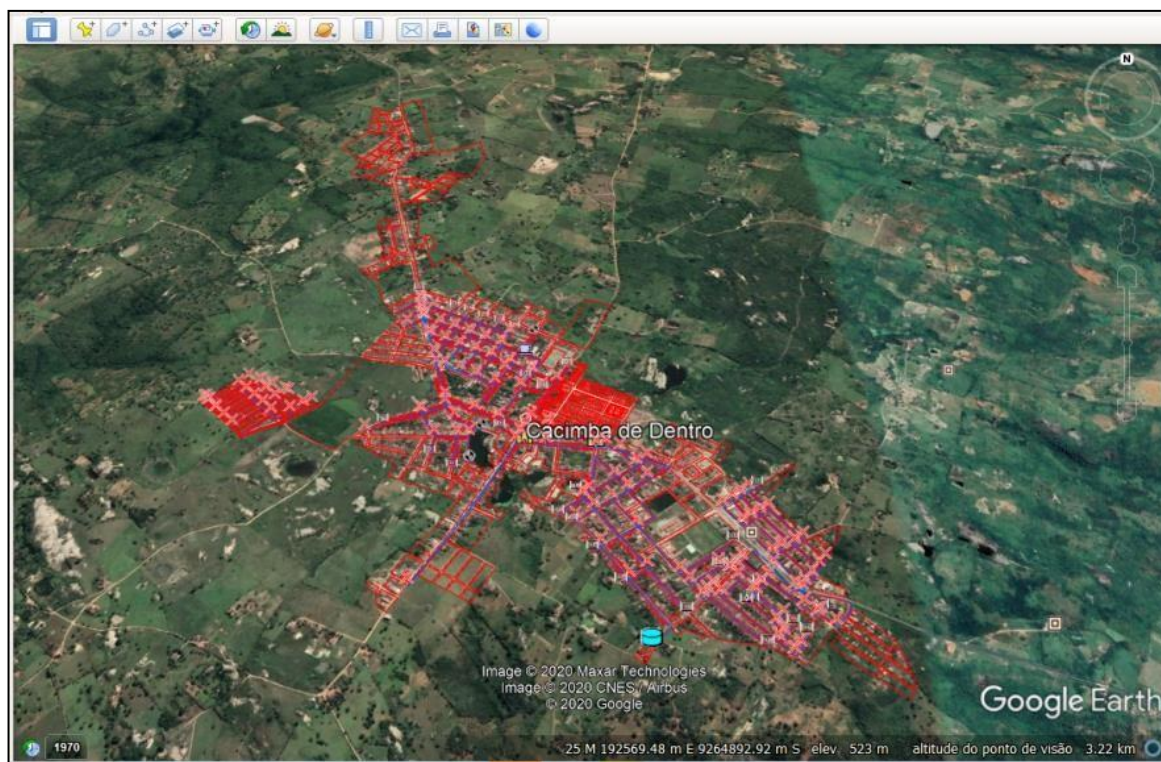 N
Cacimba de Dentro
Image © 2020 Maxar Technologies
Image © 2020 CNES / Airbus
© 2020 Google
Google Earth
1970
25 M 192569.48 m E 9264892.92 m S elev 523 m altitude do ponto de visão 3.22 km